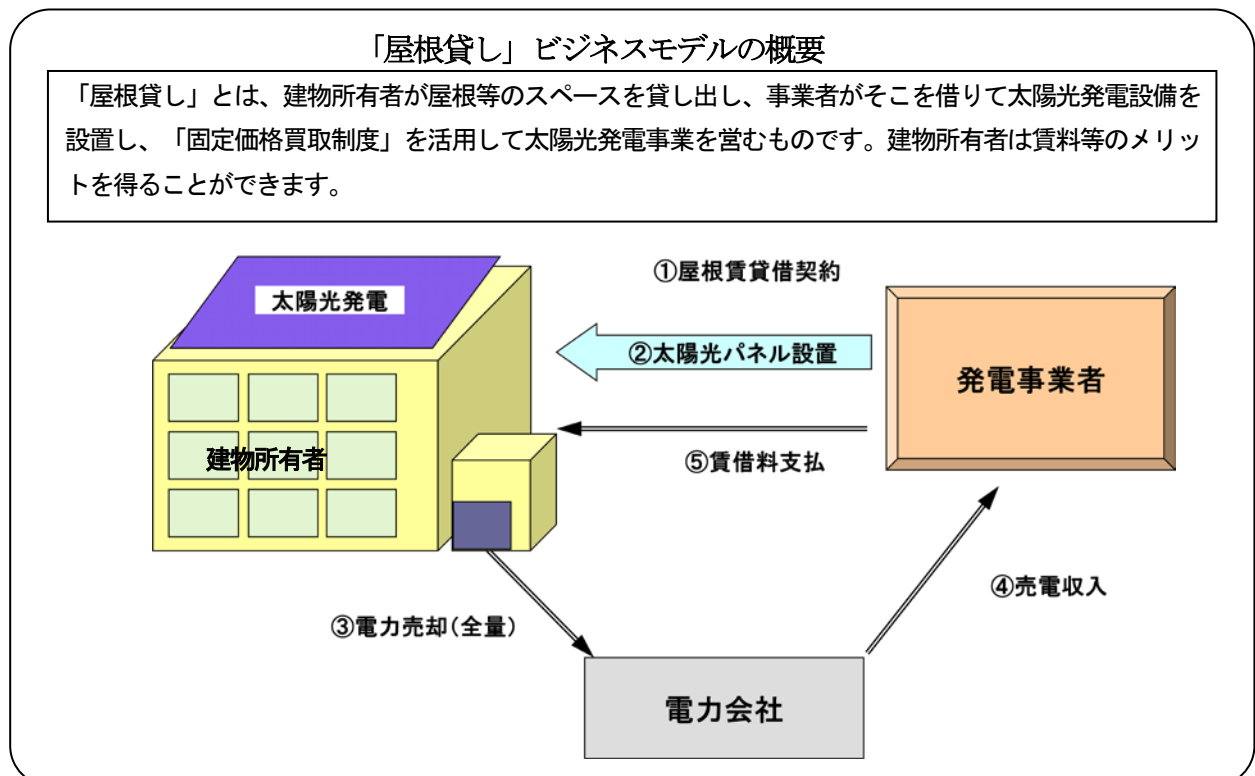 「屋根貸し」ビジネスモデルの概要
「屋根貸し」とは、建物所有者が屋根等のスペースを貸し出し、事業者がそこを借りて太陽光発電設備を
設置し、「固定価格買取制度」を活用して太陽光発電事業を営むものです。建物所有者は賃料等のメリッ
トを得ることができます。
①屋根賃貸借契約
太陽光発電
②太陽光パネル設置
発電事業者
建物所有者
⑤賃借料支払
④売電収入
③電力売却(全量)
電力会社